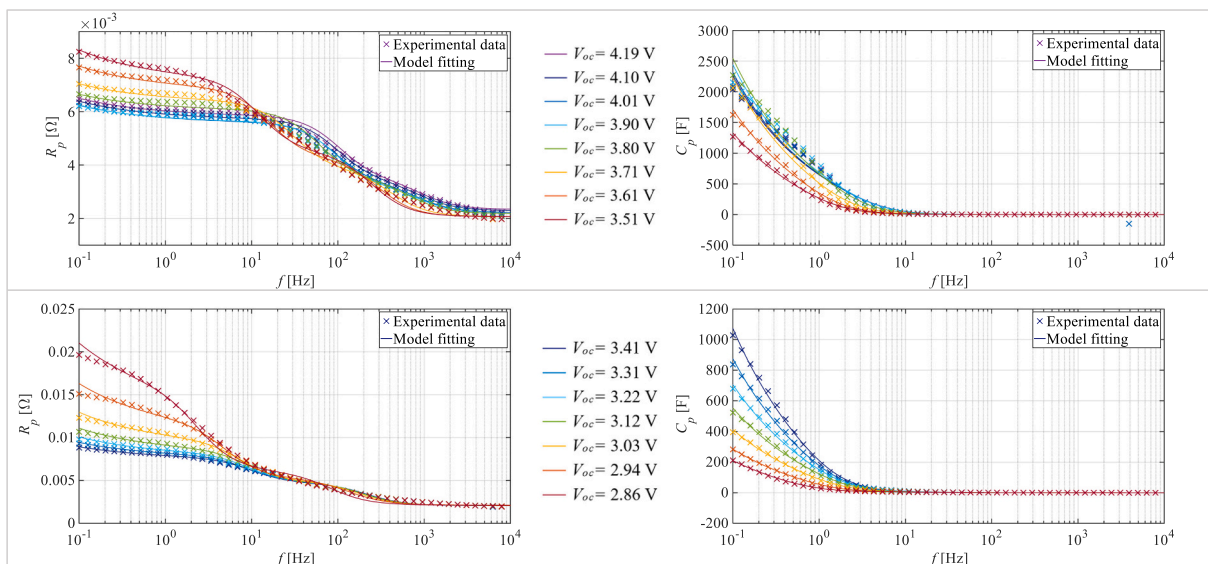 ×10⁻³
8
6
4
2
R_p [Ω]
10⁻¹ 10⁰ 10¹ 10² 10³ 10⁴
f [Hz]
× Experimental data
Model fitting
V_oc = 4.19 V
V_oc = 4.10 V
V_oc = 4.01 V
V_oc = 3.90 V
V_oc = 3.80 V
V_oc = 3.71 V
V_oc = 3.61 V
V_oc = 3.51 V
3000
2500
2000
1500
1000
500
0
-500
C_p [F]
10⁻¹ 10⁰ 10¹ 10² 10³ 10⁴
f [Hz]
× Experimental data
Model fitting
0.025
0.02
0.015
0.01
0.005
0
R_p [Ω]
10⁻¹ 10⁰ 10¹ 10² 10³ 10⁴
f [Hz]
× Experimental data
Model fitting
V_oc = 3.41 V
V_oc = 3.31 V
V_oc = 3.22 V
V_oc = 3.12 V
V_oc = 3.03 V
V_oc = 2.94 V
V_oc = 2.86 V
1200
1000
800
600
400
200
0
-200
C_p [F]
10⁻¹ 10⁰ 10¹ 10² 10³ 10⁴
f [Hz]
× Experimental data
Model fitting